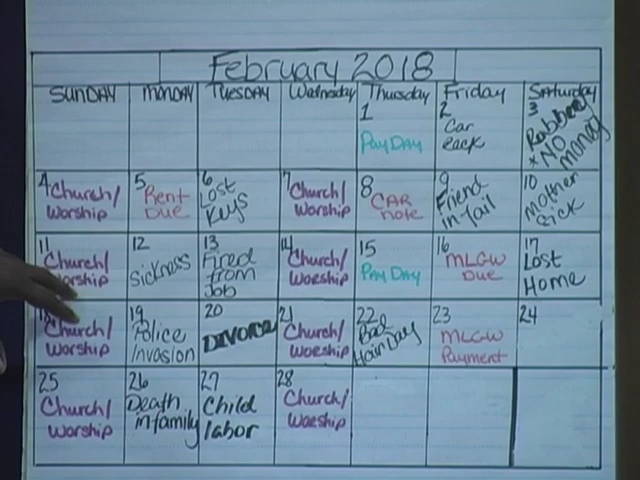 February 2018
SUNDAY MONDAY TUESDAY Wednesday Thursday Friday Saturday
1
Pay Day
2
Car
3
Robbery
* NO
money
4 Church/
Worship
5
Rent
Due
6
Lost
Keys
7 Church/
Worship
8
CAR
note
9
Friend
in Jail
10
Mother
Sick
11
Church/
Worship
12
Sickness
13
Fired
from
Job
14
Church/
Worship
15
Pay Day
16
MLGW
Due
17
Lost
Home
18
Church/
Worship
19
Police
Invasion
20
DIVORCE
21
Church/
Worship
22
Bad
Hair Day
23
MLGW
Payment
24
25
Church/
Worship
26
Death
in family
27
Child
labor
28
Church/
Worship